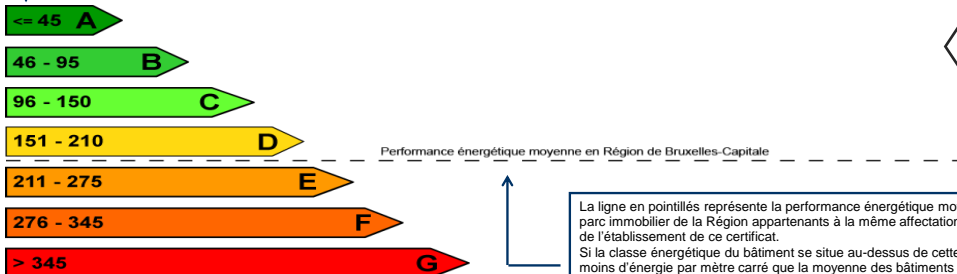 <= 45 A
46 - 95 B
96 - 150 C
151 - 210 D
Performance énergétique moyenne en Région de Bruxelles-Capitale
211 - 275 E
276 - 345 F
> 345 G
La ligne en pointillés représente la performance énergétique mo
parc immobilier de la Région appartenants à la même affectation
de l'établissement de ce certificat.
Si la classe énergétique du bâtiment se situe au-dessus de cette
moins d'énergie par mètre carré que la moyenne des bâtiments